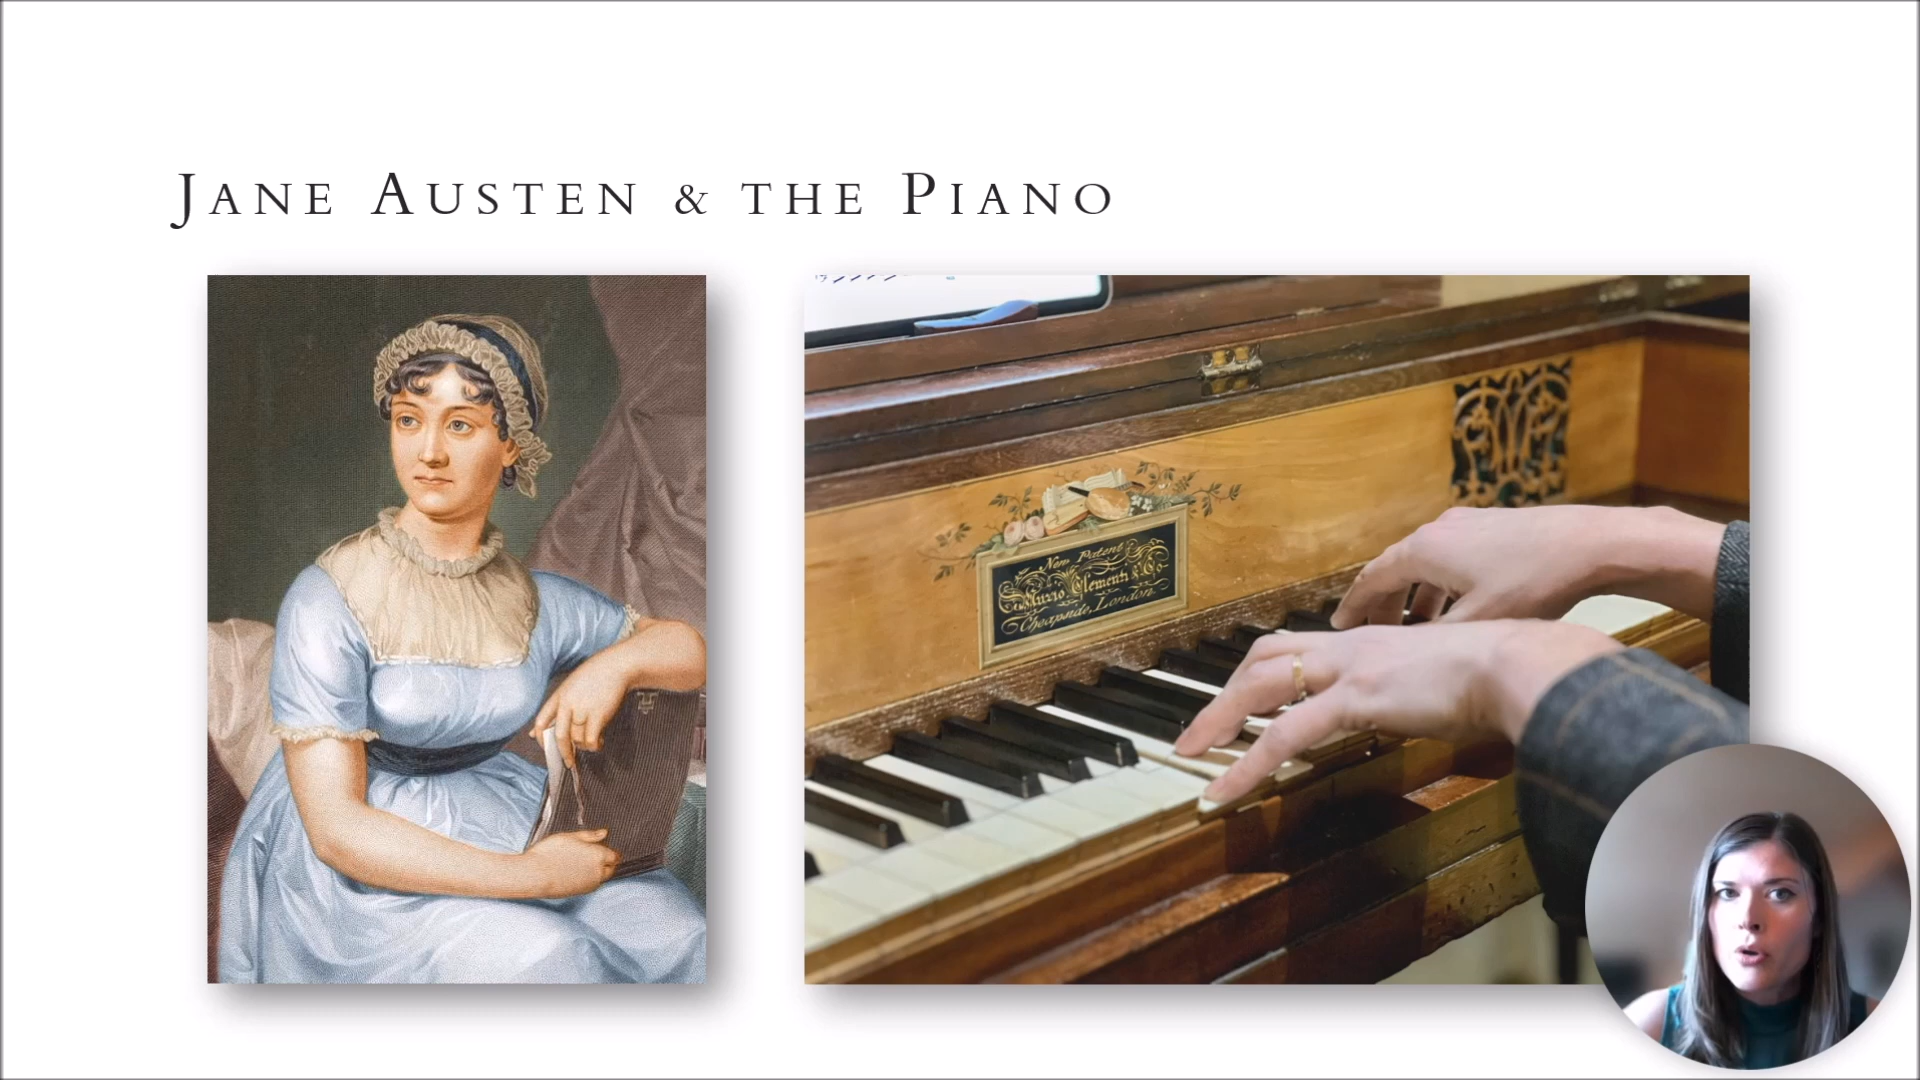 JANE AUSTEN & THE PIANO
New Patent
Muzio Clementi & Co
Cheapside, London